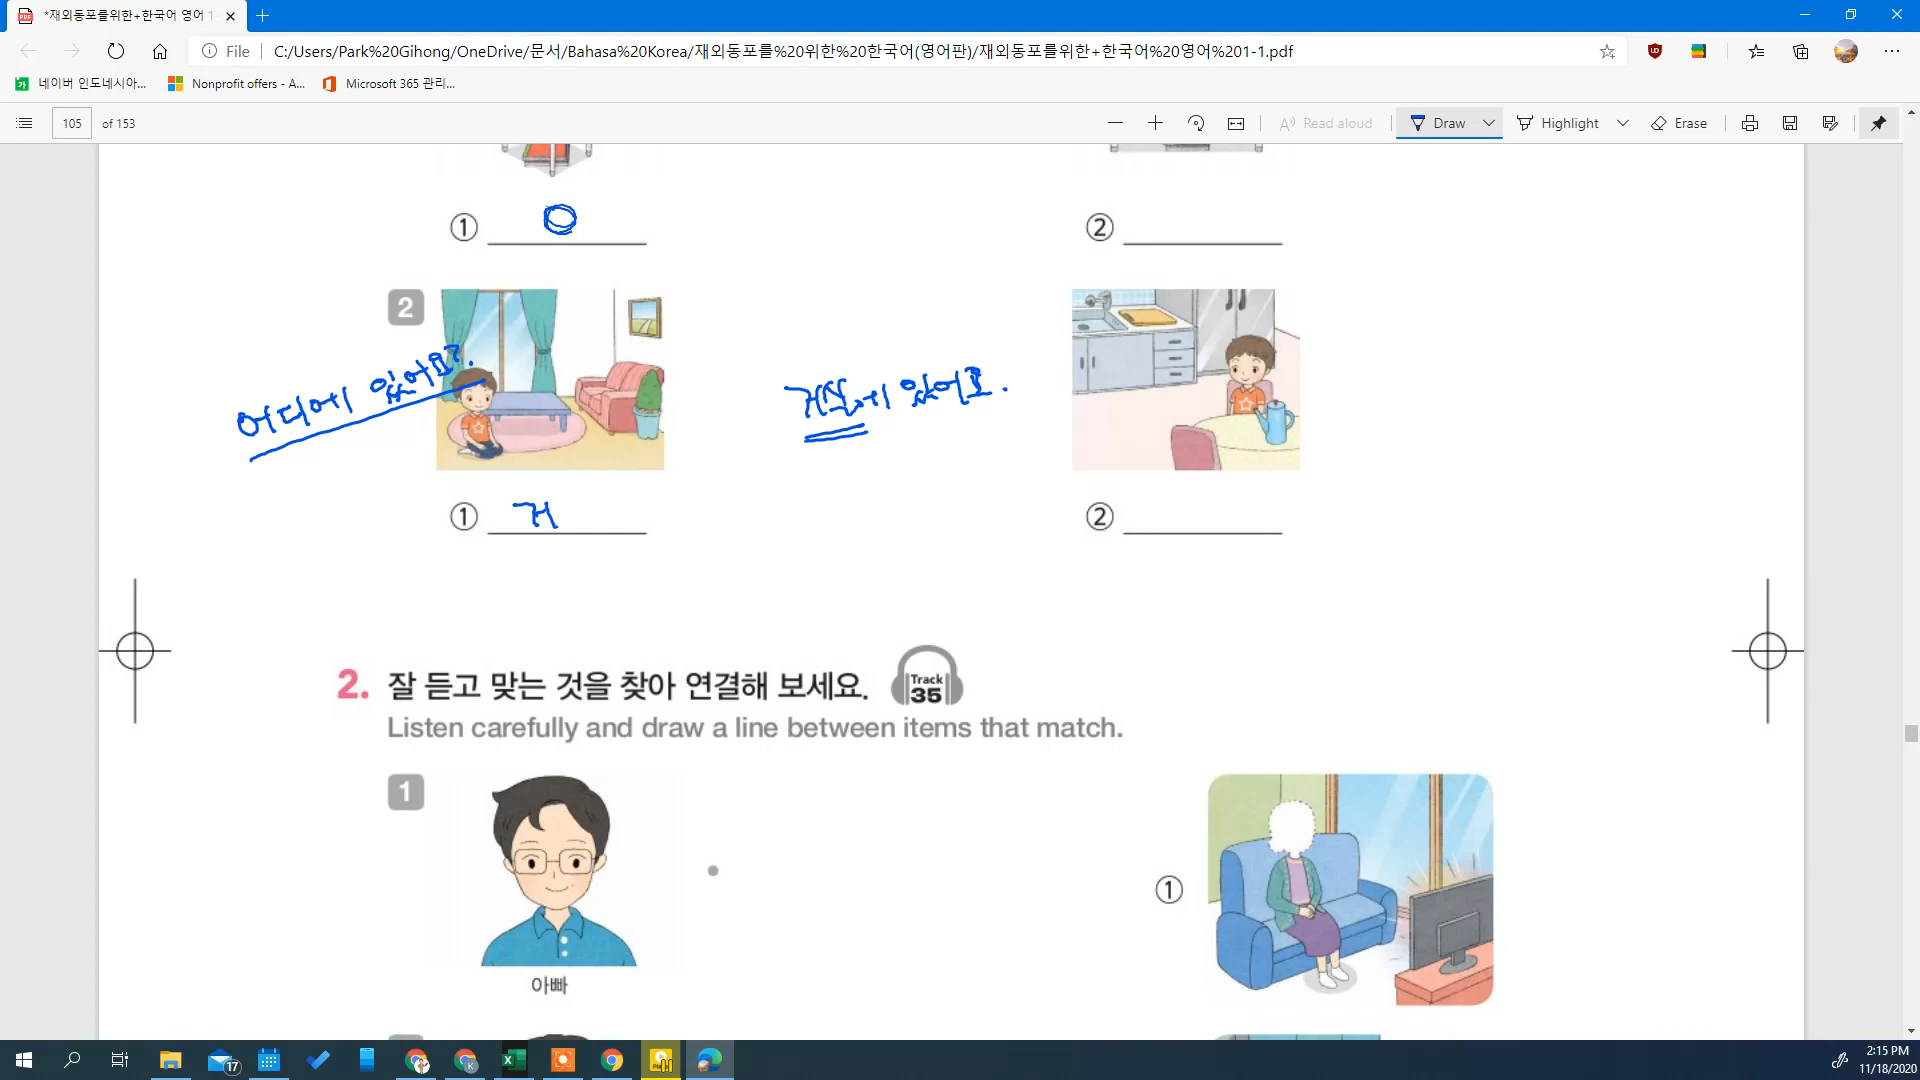 *재외동포를위한+한국어 영어 1
File
C:/Users/Park%20Gihong/OneDrive/문서/Bahasa%20Korea/재외동포를%20위한%20한국어(영어판)/재외동포를위한+한국어%20영어%201-1.pdf
네이버 인도네시아...
Nonprofit offers - A...
Microsoft 365 관리...
105 of 153
Read aloud
Draw
Highlight
Erase
①
②
2
어디에 있어요?
거실에 있어요.
① 거
②
2. 잘 듣고 맞는 것을 찾아 연결해 보세요. Track 35
Listen carefully and draw a line between items that match.
1
①
아빠
17
2:15 PM
11/18/2020